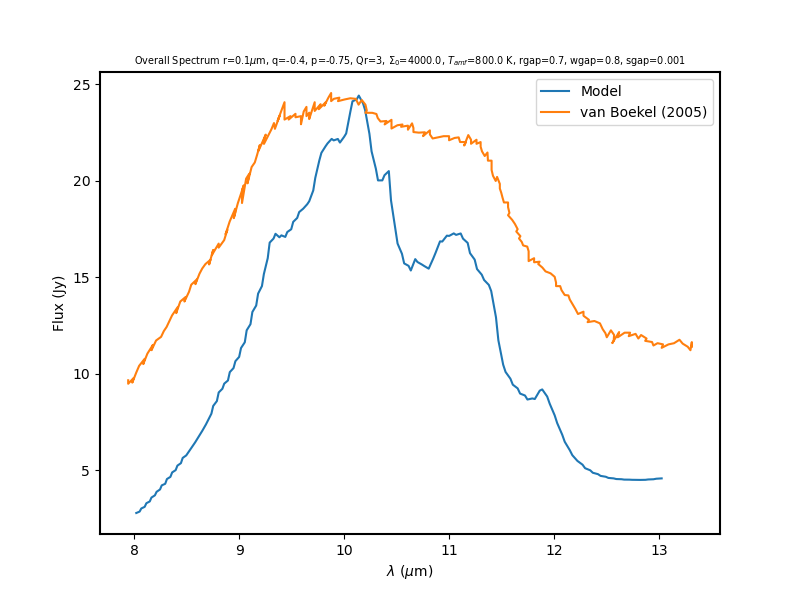 Overall Spectrum r=0.1μm, q=-0.4, p=-0.75, Qr=3, Σ₀=4000.0, T_amf=800.0 K, rgap=0.7, wgap=0.8, sgap=0.001
Model
van Boekel (2005)
25
20
15
10
5
Flux (Jy)
8 9 10 11 12 13
λ (μm)